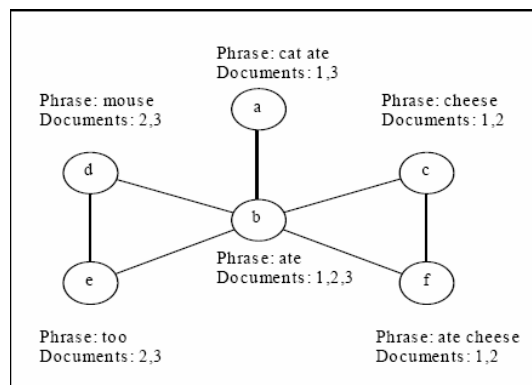 Phrase: cat ate
Documents: 1,3
a
Phrase: mouse
Documents: 2,3
d
Phrase: cheese
Documents: 1,2
c
b
Phrase: ate
Documents: 1,2,3
e
Phrase: too
Documents: 2,3
f
Phrase: ate cheese
Documents: 1,2